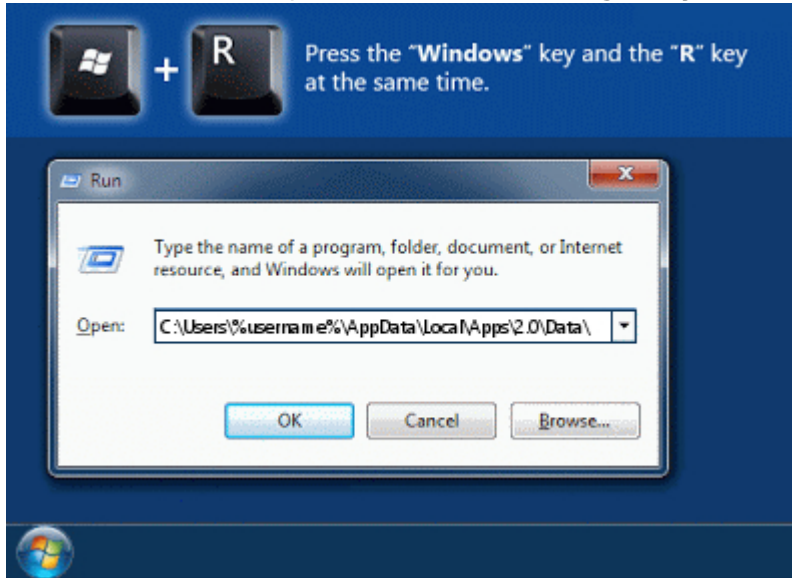 R
+
Press the "Windows" key and the "R" key
at the same time.
Run
Type the name of a program, folder, document, or Internet
resource, and Windows will open it for you.
Open:
C:\Users\%username%\AppData\Local\Apps\2.0\Data\
OK
Cancel
Browse...